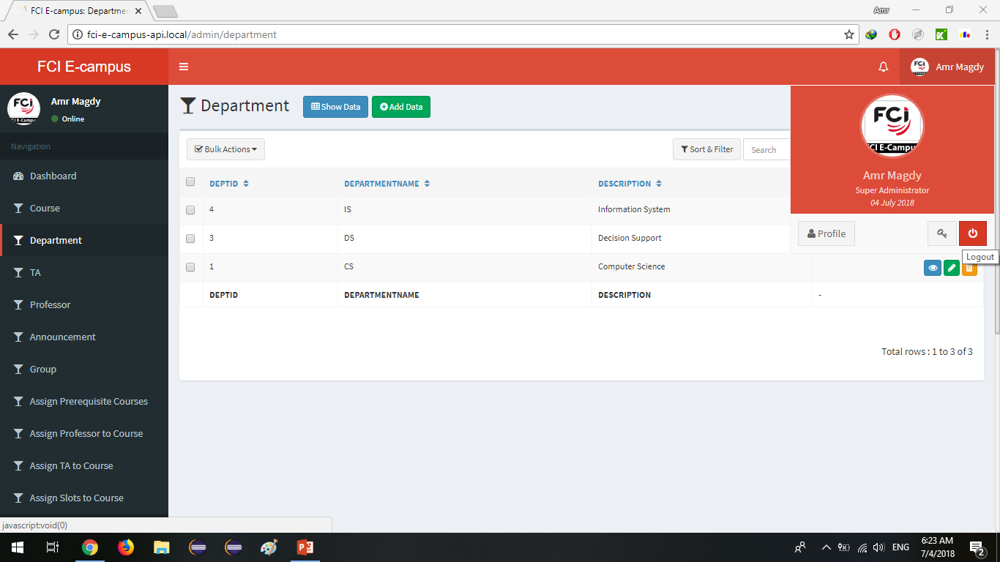 FCI E-campus: Departme
Amr
fci-e-campus-api.local/admin/department
FCI E-campus
Amr Magdy
FCi
E-Camp
Amr Magdy
Online
Navigation
Dashboard
Course
Department
TA
Professor
Announcement
Group
Assign Prerequisite Courses
Assign Professor to Course
Assign TA to Course
Assign Slots to Course
Department
Show Data
Add Data
Bulk Actions
Sort & Filter
Search
DEPTID DEPARTMENTNAME DESCRIPTION
4 IS Information System
3 DS Decision Support
1 CS Computer Science
DEPTID DEPARTMENTNAME DESCRIPTION -
Total rows : 1 to 3 of 3
FCi
CI E-Campu
Amr Magdy
Super Administrator
04 July 2018
Profile
Logout
javascript:void(0)
ENG
6:23 AM
7/4/2018
2